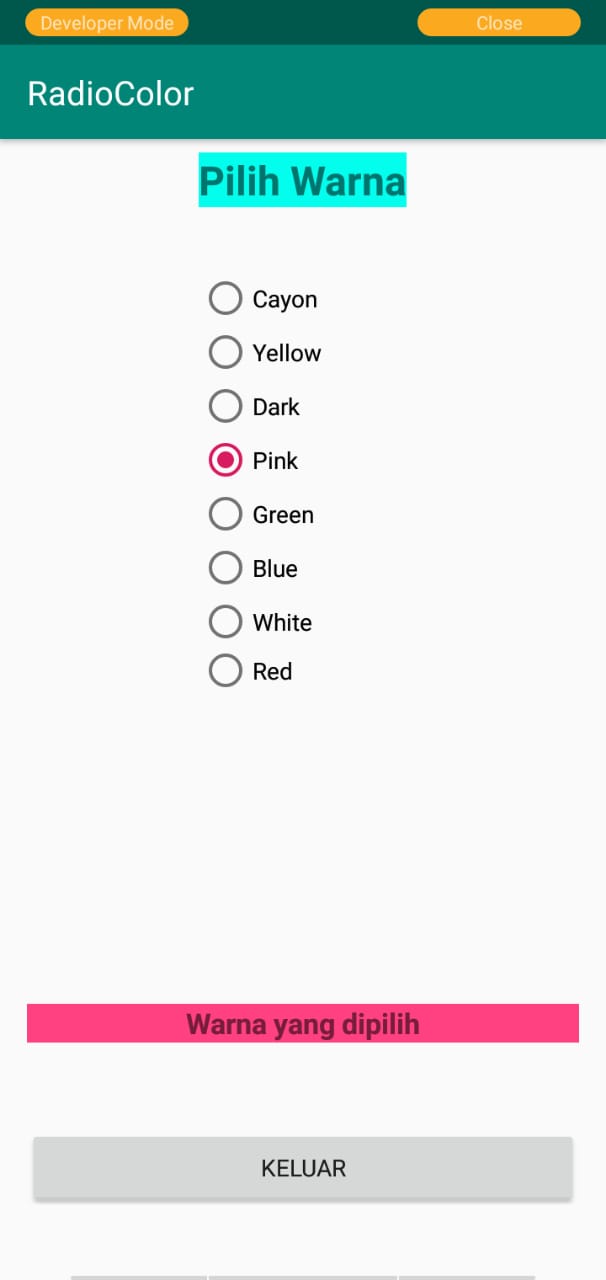 Developer Mode
Close
RadioColor
Pilih Warna
Cayon
Yellow
Dark
Pink
Green
Blue
White
Red
Warna yang dipilih
KELUAR